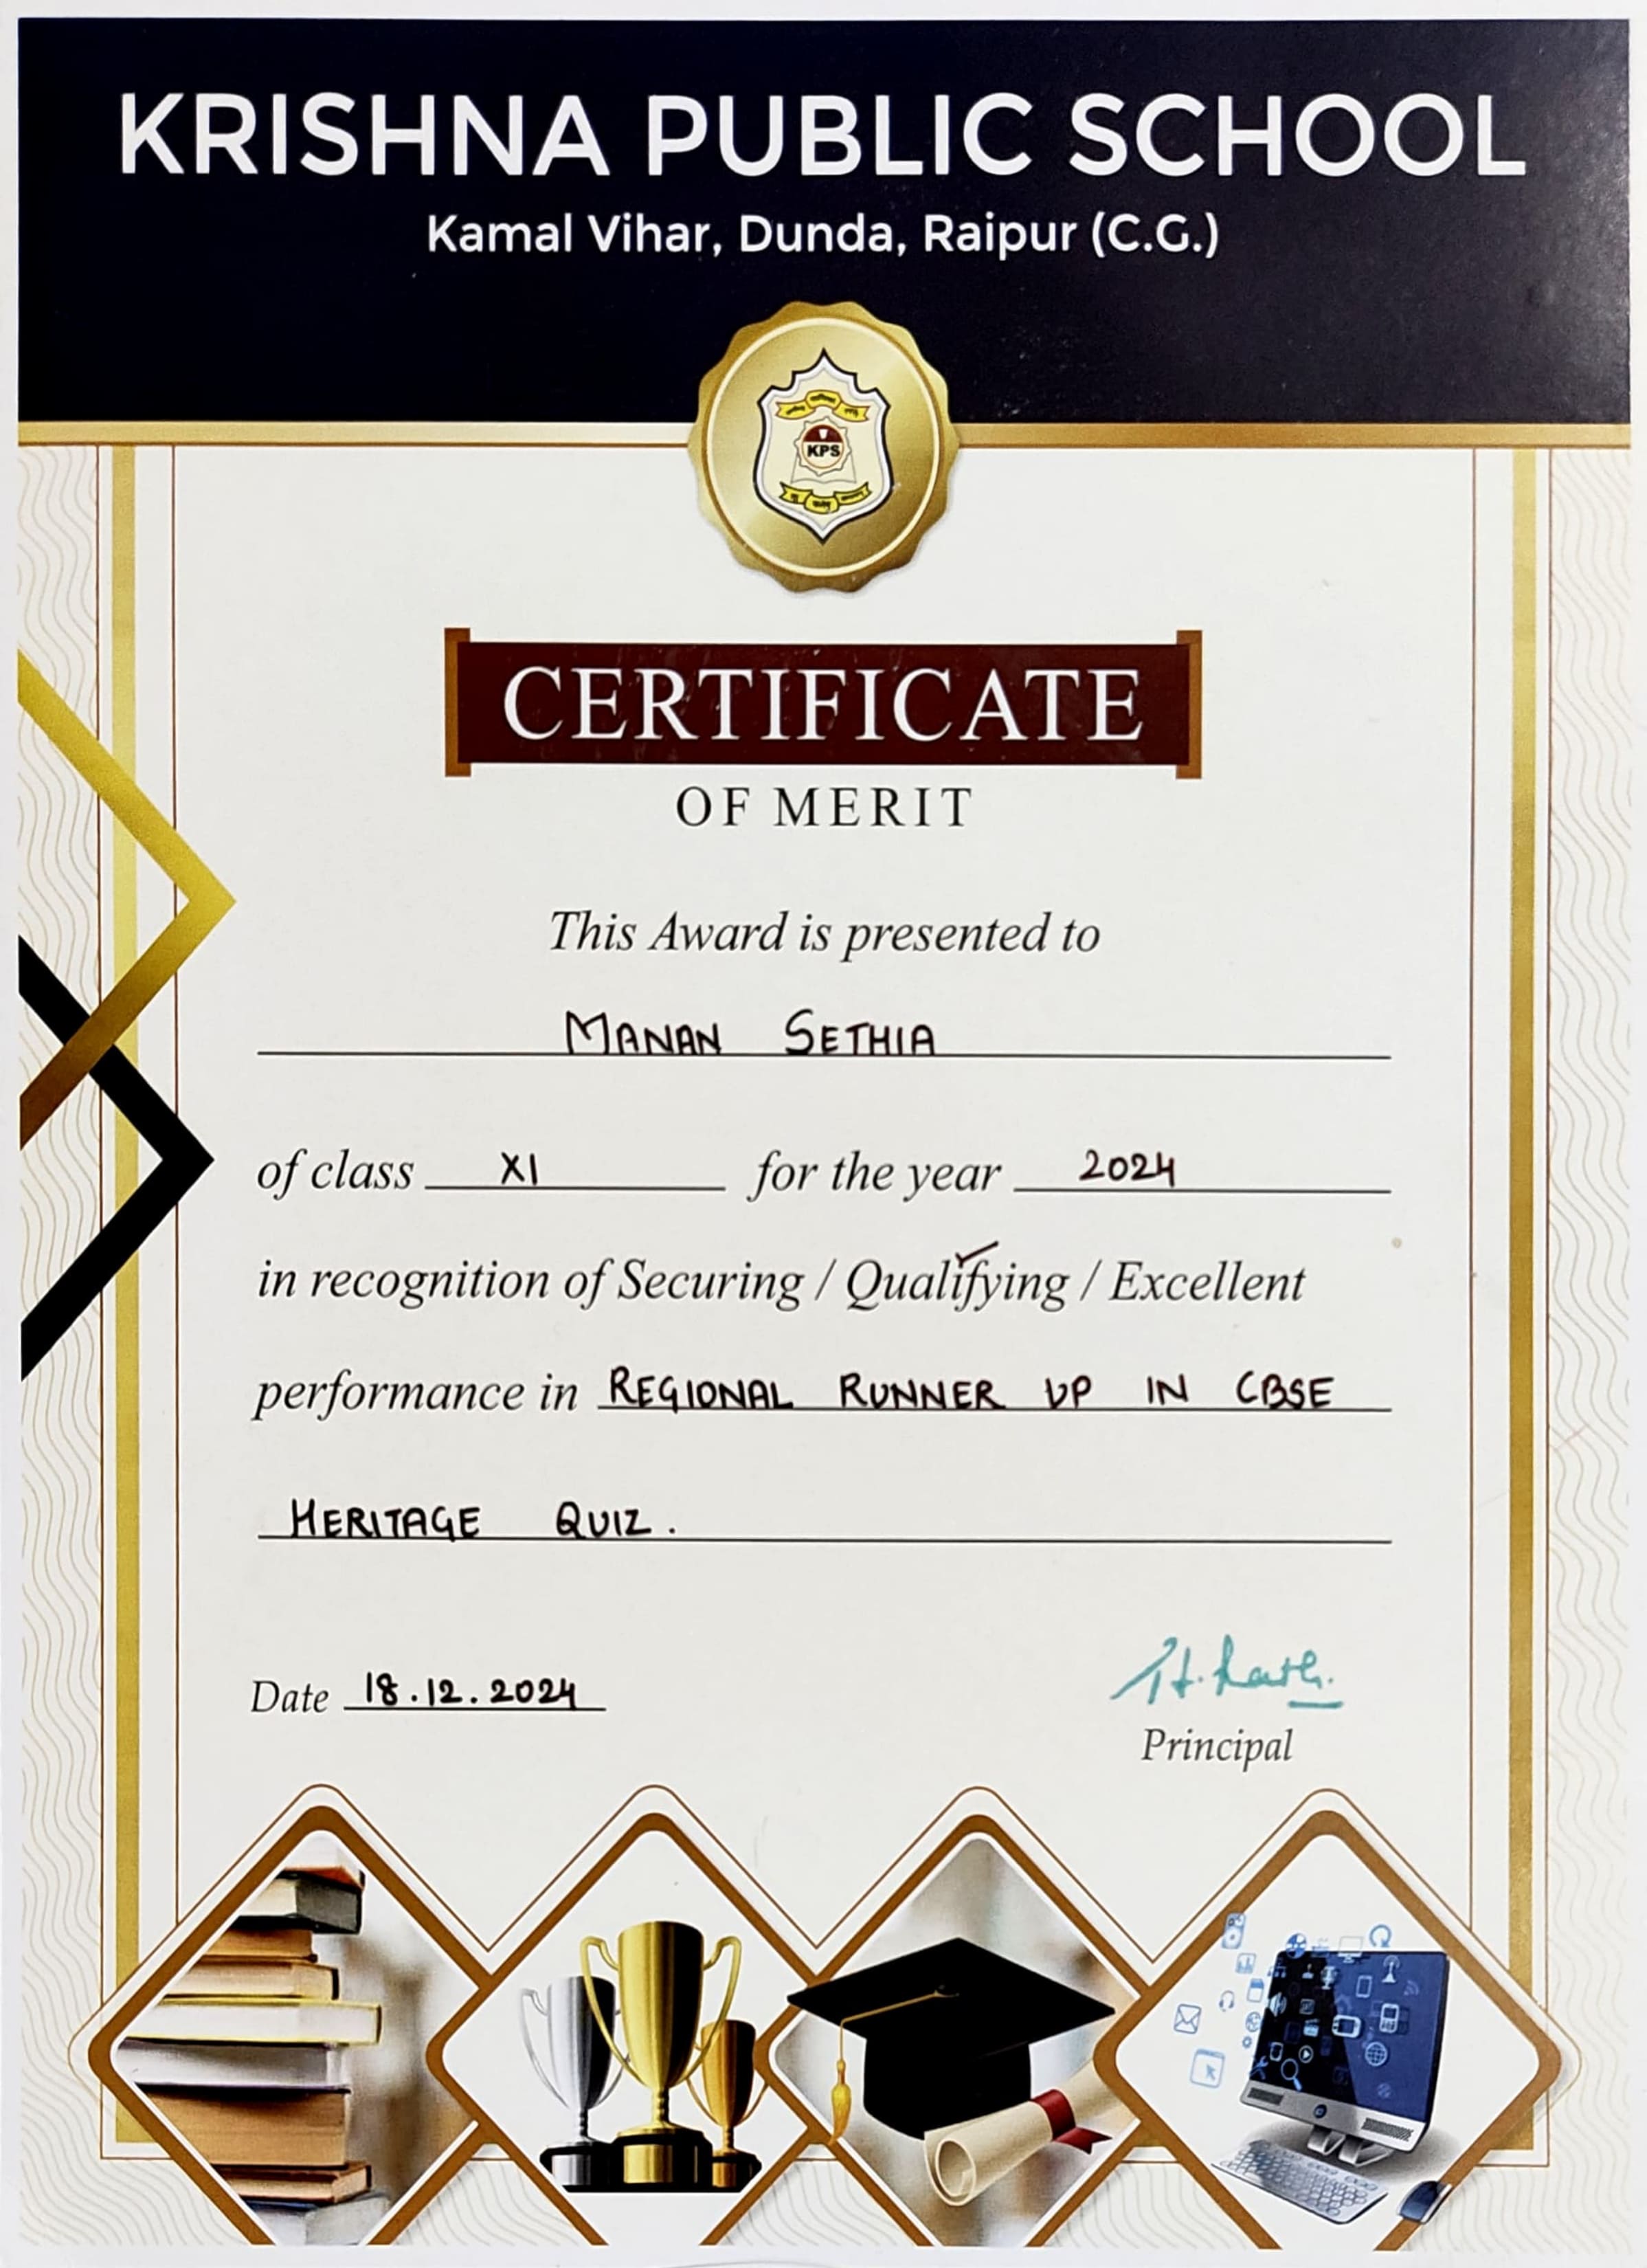 KRISHNA PUBLIC SCHOOL
Kamal Vihar, Dunda, Raipur (C.G.)
KPS
CERTIFICATE
OF MERIT
This Award is presented to
MANAN SETHIA
of class XI for the year 2024
in recognition of Securing / Qualifying / Excellent
performance in REGIONAL RUNNER UP IN CBSE
HERITAGE QUIZ.
Date 18.12.2024
Principal